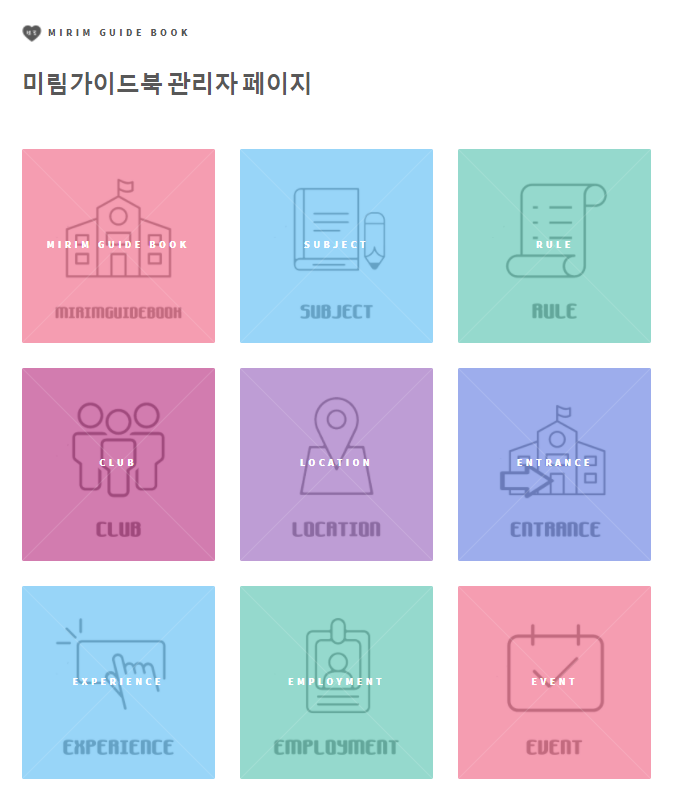 MIRIM GUIDE BOOK
미림가이드북 관리자 페이지
MIRIM GUIDE BOOK
MIRIMGUIDEBOOK
SUBJECT
SUBJECT
RULE
RULE
CLUB
CLUB
LOCATION
LOCATION
ENTRANCE
ENTRANCE
EXPERIENCE
EXPERIENCE
EMPLOYMENT
EMPLOYMENT
EVENT
EVENT